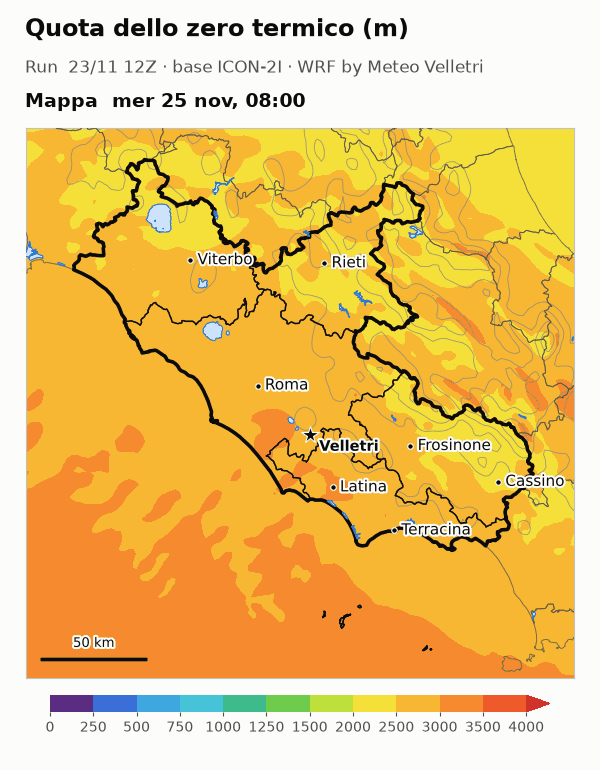 Quota dello zero termico (m)
Run  23/11 12Z · base ICON-2I · WRF by Meteo Velletri
Mappa  mer 25 nov, 08:00
Viterbo
Rieti
Roma
Velletri
Frosinone
Cassino
Latina
Terracina
50 km
0 250 500 750 1000 1250 1500 2000 2500 3000 3500 4000